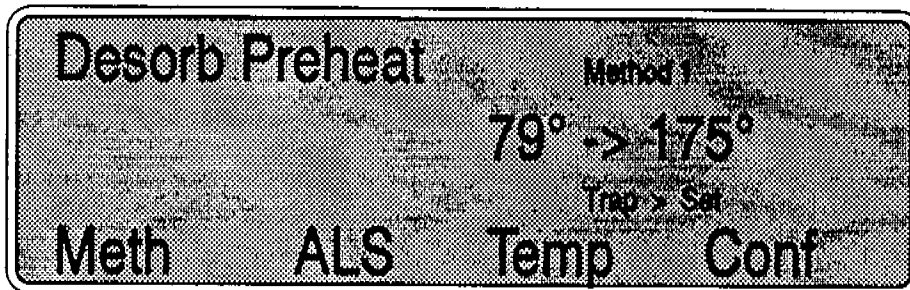 Desorb Preheat
Method 1
79° -> 175°
Trap > Set
Meth ALS Temp Conf